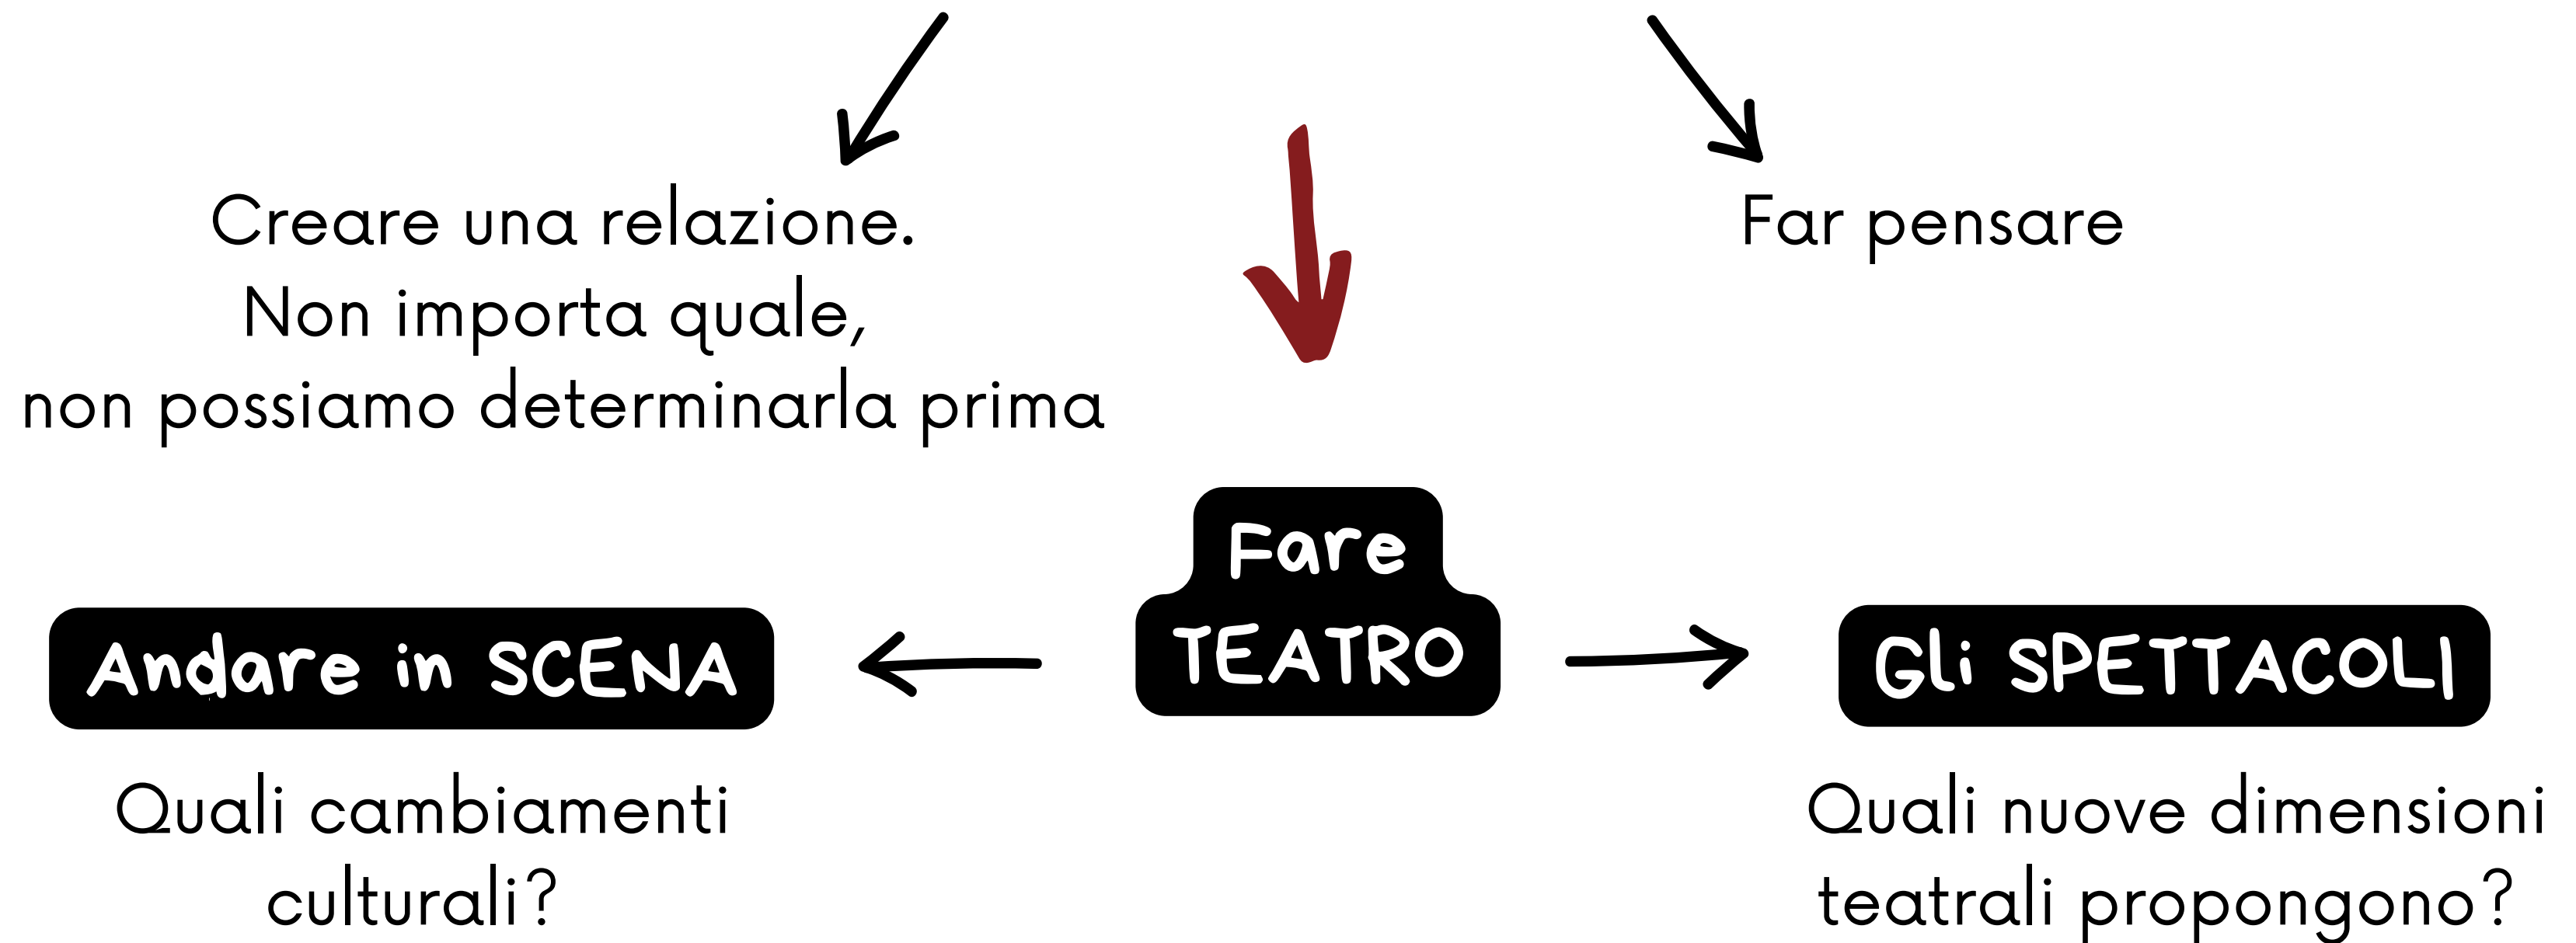 Creare una relazione.
Non importa quale,
non possiamo determinarla prima
Far pensare
Fare
TEATRO
Andare in SCENA
Quali cambiamenti
culturali?
Gli SPETTACOLI
Quali nuove dimensioni
teatrali propongono?